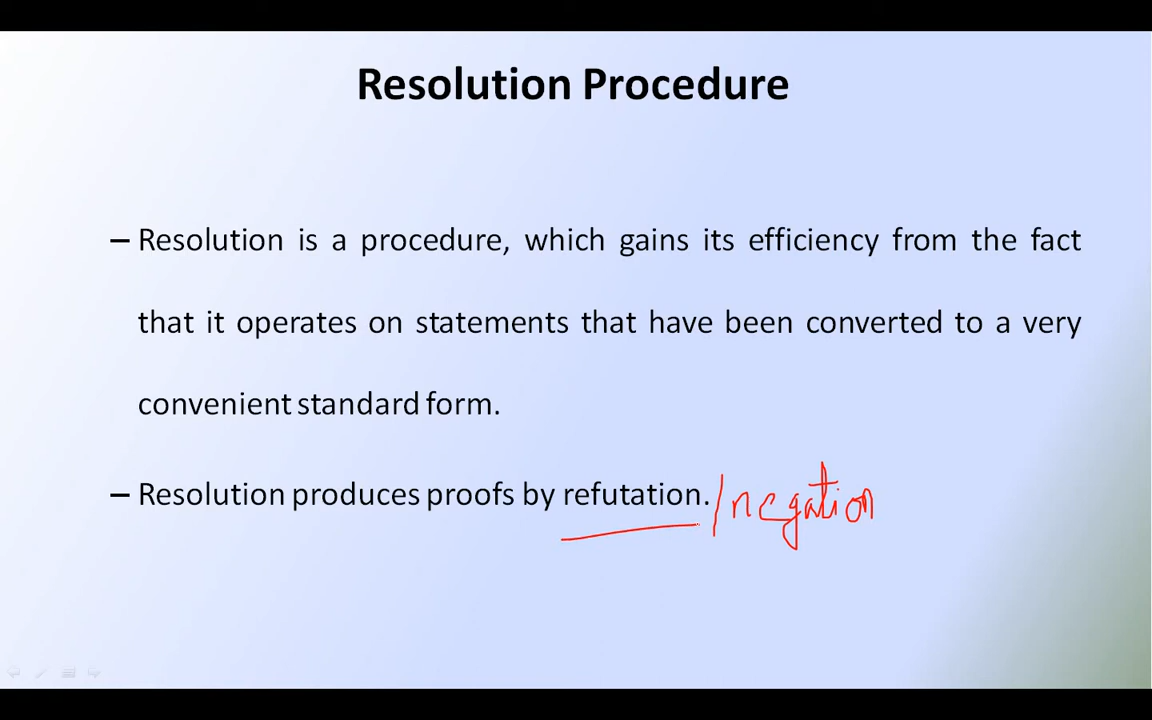 Resolution Procedure
– Resolution is a procedure, which gains its efficiency from the fact
that it operates on statements that have been converted to a very
convenient standard form.
– Resolution produces proofs by refutation. /negation